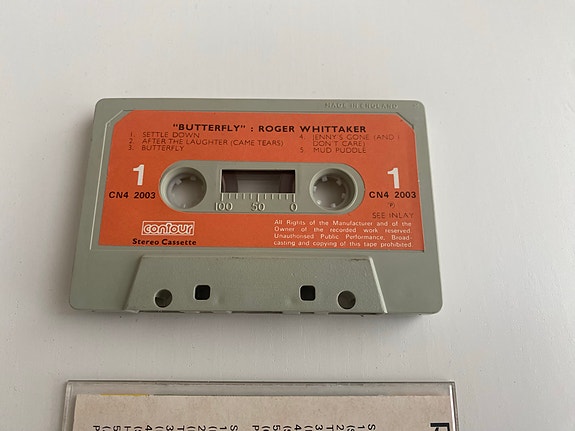 MADE IN ENGLAND
"BUTTERFLY" : ROGER WHITTAKER
1. SETTLE DOWN
2. AFTER THE LAUGHTER (CAME TEARS)
3. BUTTERFLY
4. JENNY'S GONE (AND I
DON'T CARE)
5. MUD PUDDLE
1
CN4 2003
1
CN4 2003
(P)
SEE INLAY
100 50 0
contour
Stereo Cassette
All Rights of the Manufacturer and of the
Owner of the recorded work reserved.
Unauthorised Public Performance, Broad-
casting and copying of this tape prohibited